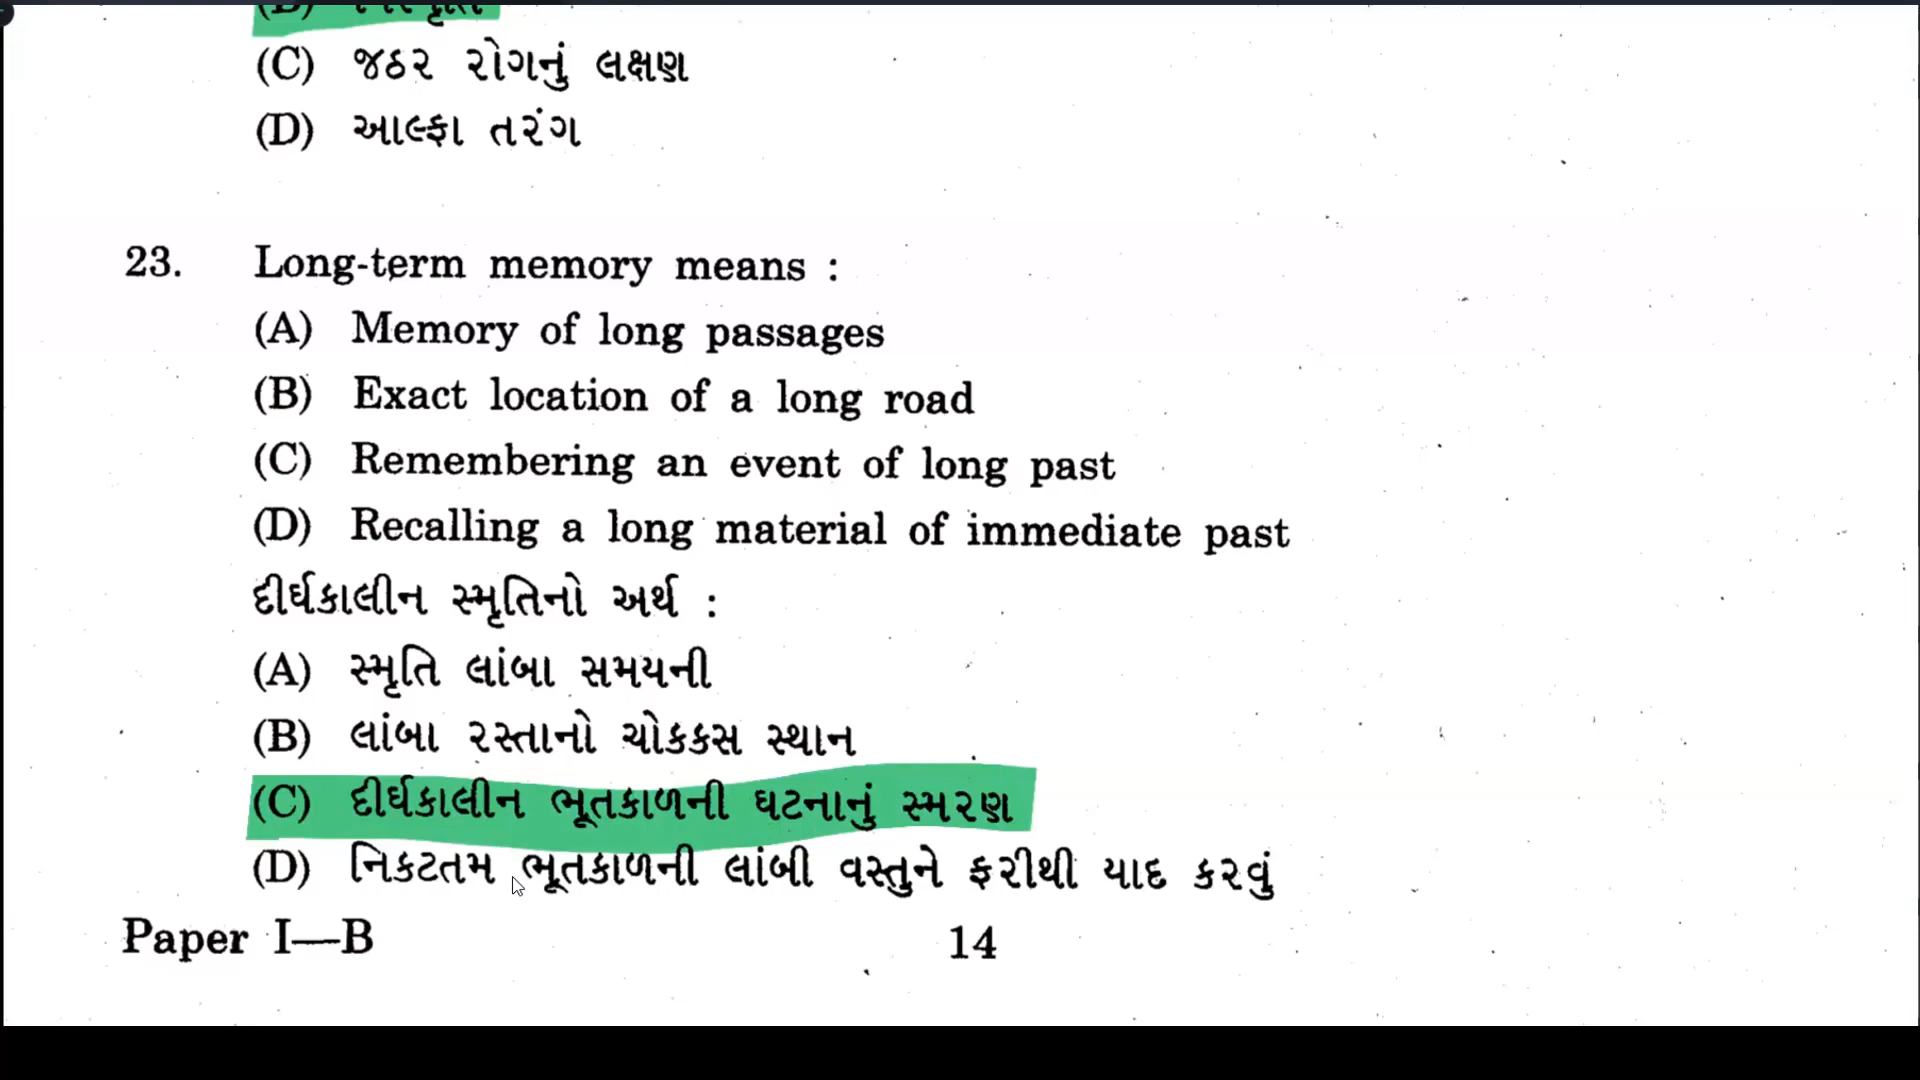 (C) જઠર રોગનું લક્ષણ
(D) આલ્ફા તરંગ
23. Long-term memory means :
(A) Memory of long passages
(B) Exact location of a long road
(C) Remembering an event of long past
(D) Recalling a long material of immediate past
દીર્ઘકાલીન સ્મૃતિનો અર્થ :
(A) સ્મૃતિ લાંબા સમયની
(B) લાંબા રસ્તાનો ચોકકસ સ્થાન
(C) દીર્ઘકાલીન ભૂતકાળની ઘટનાનું સ્મરણ
(D) નિકટતમ ભૂતકાળની લાંબી વસ્તુને ફરીથી યાદ કરવું
Paper I—B 14